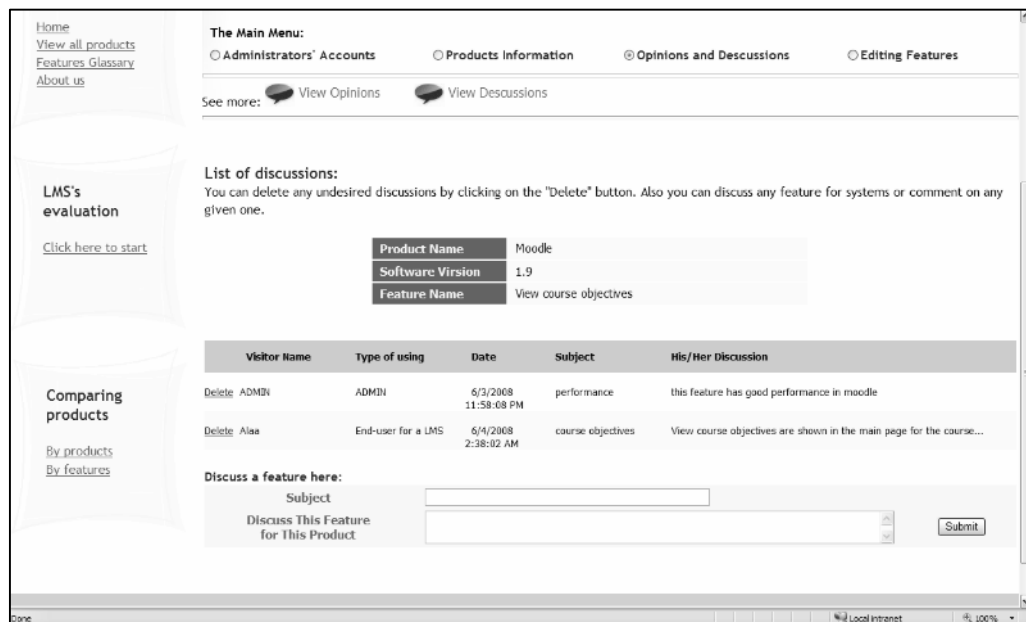 Home
View all products
Features Glassary
About us
LMS's
evaluation
Click here to start
Comparing
products
By products
By features
The Main Menu:
Administrators' Accounts Products Information Opinions and Descussions Editing Features
See more: View Opinions View Descussions
List of discussions:
You can delete any undesired discussions by clicking on the "Delete" button. Also you can discuss any feature for systems or comment on any
given one.
Product Name Moodle
Software Virsion 1.9
Feature Name View course objectives
Visitor Name Type of using Date Subject His/Her Discussion
Delete ADMIN ADMIN 6/3/2008 performance this feature has good performance in moodle
11:58:08 PM
Delete Alaa End-user for a LMS 6/4/2008 course objectives View course objectives are shown in the main page for the course...
2:38:02 AM
Discuss a feature here:
Subject
Discuss This Feature
for This Product
Submit
Done Local intranet 100%